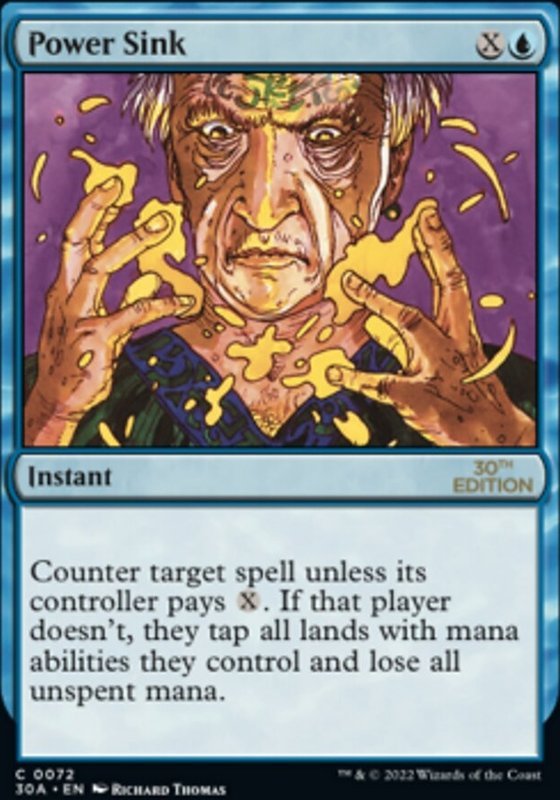 Power Sink X
Instant
30TH
EDITION
Counter target spell unless its
controller pays X. If that player
doesn't, they tap all lands with mana
abilities they control and lose all
unspent mana.
C 0072
30A • EN Richard Thomas
™ & © 2022 Wizards of the Coast